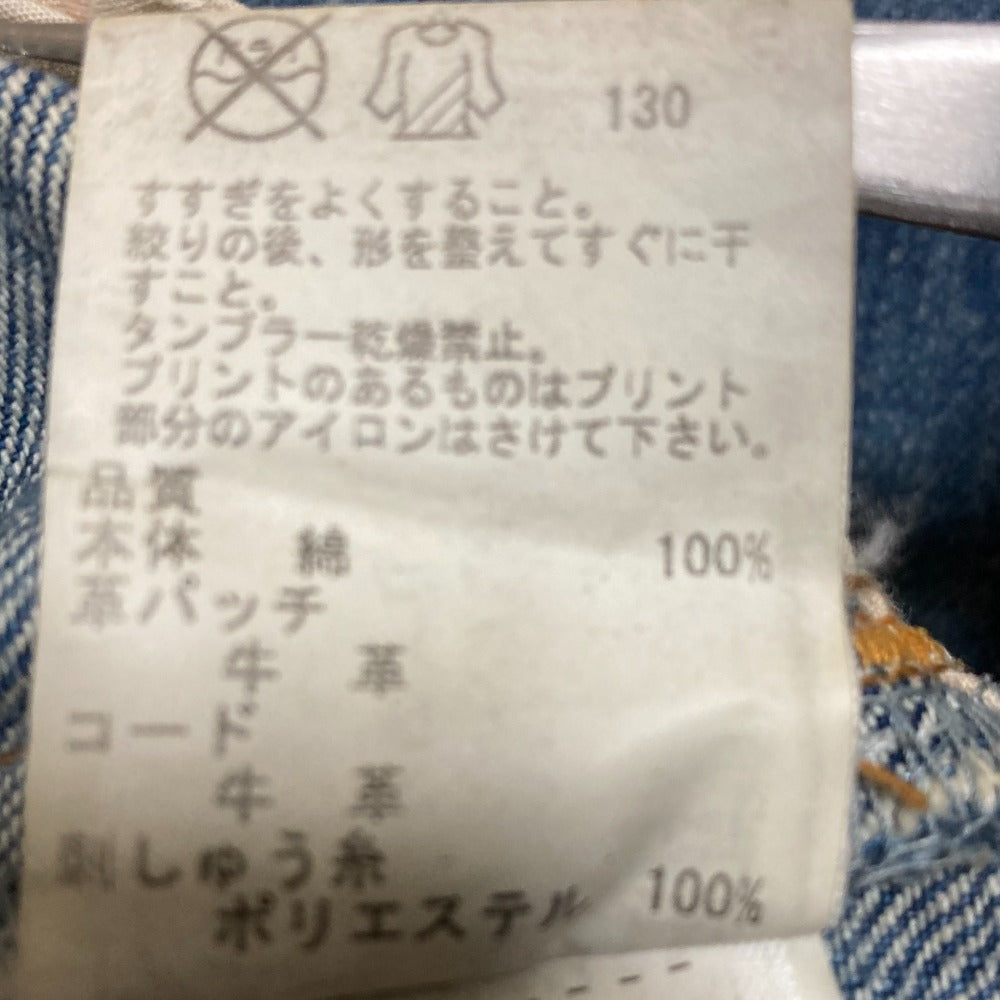 130
すすぎをよくすること。
絞りの後、形を整えてすぐに干
すこと。
タンブラー乾燥禁止。
プリントのあるものはプリント
部分のアイロンはさけて下さい。
品質
本体 綿 100%
革パッチ
牛革
コード
牛革
刺しゅう糸
ポリエステル 100%